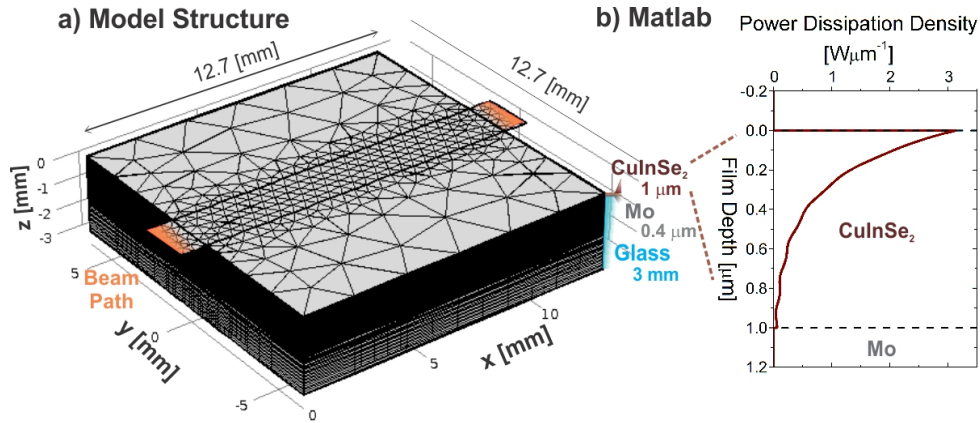 a) Model Structure
12.7 [mm]
12.7 [mm]
z [mm]
0
-1
-2
-3
5
0
-5
y [mm]
0
5
10
x [mm]
Beam
Path
CuInSe₂
1 μm
Mo
0.4 μm
Glass
3 mm
b) Matlab
Power Dissipation Density
[Wμm⁻¹]
0 1 2 3
-0.2
0.0
0.2
0.4
0.6
0.8
1.0
1.2
Film Depth [μm]
CuInSe₂
Mo